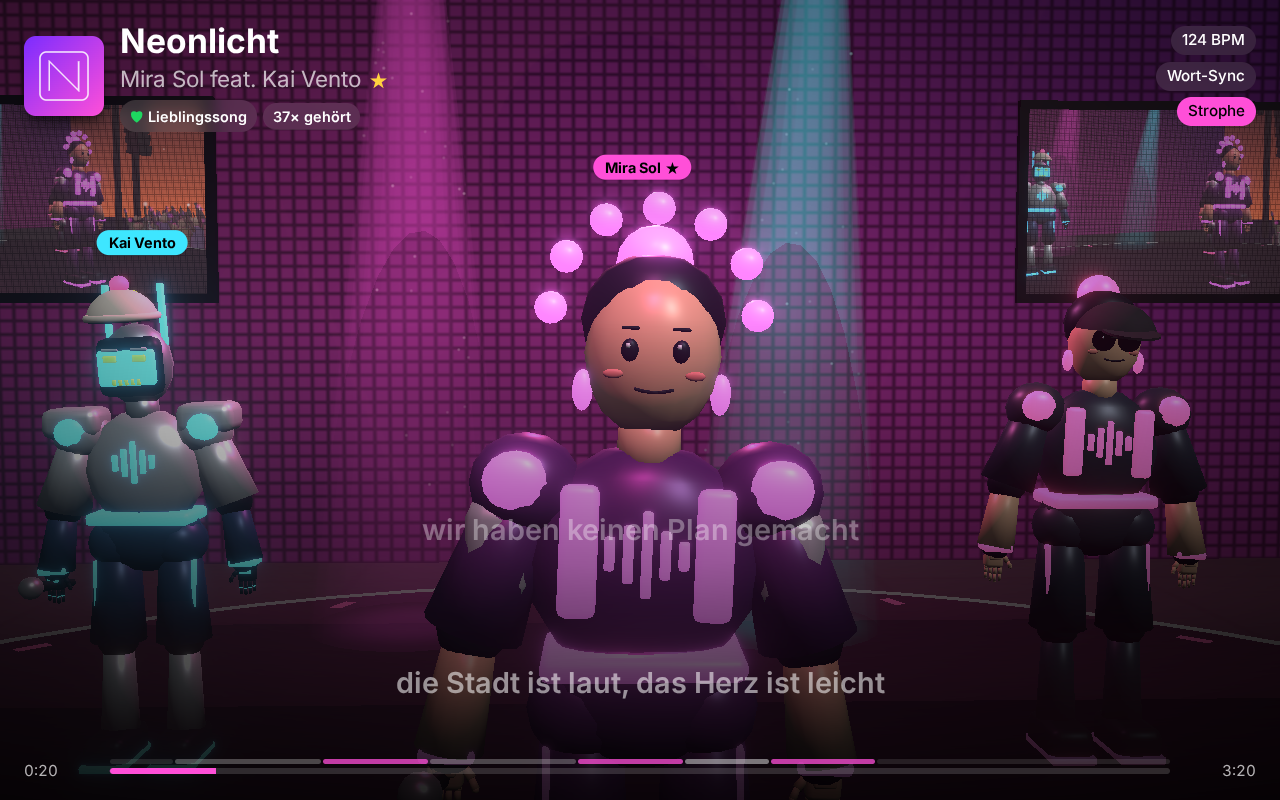 Neonlicht
Mira Sol feat. Kai Vento ★
Lieblingssong
37× gehört
124 BPM
Wort-Sync
Strophe
Mira Sol ★
Kai Vento
wir haben keinen Plan gemacht
die Stadt ist laut, das Herz ist leicht
0:20
3:20